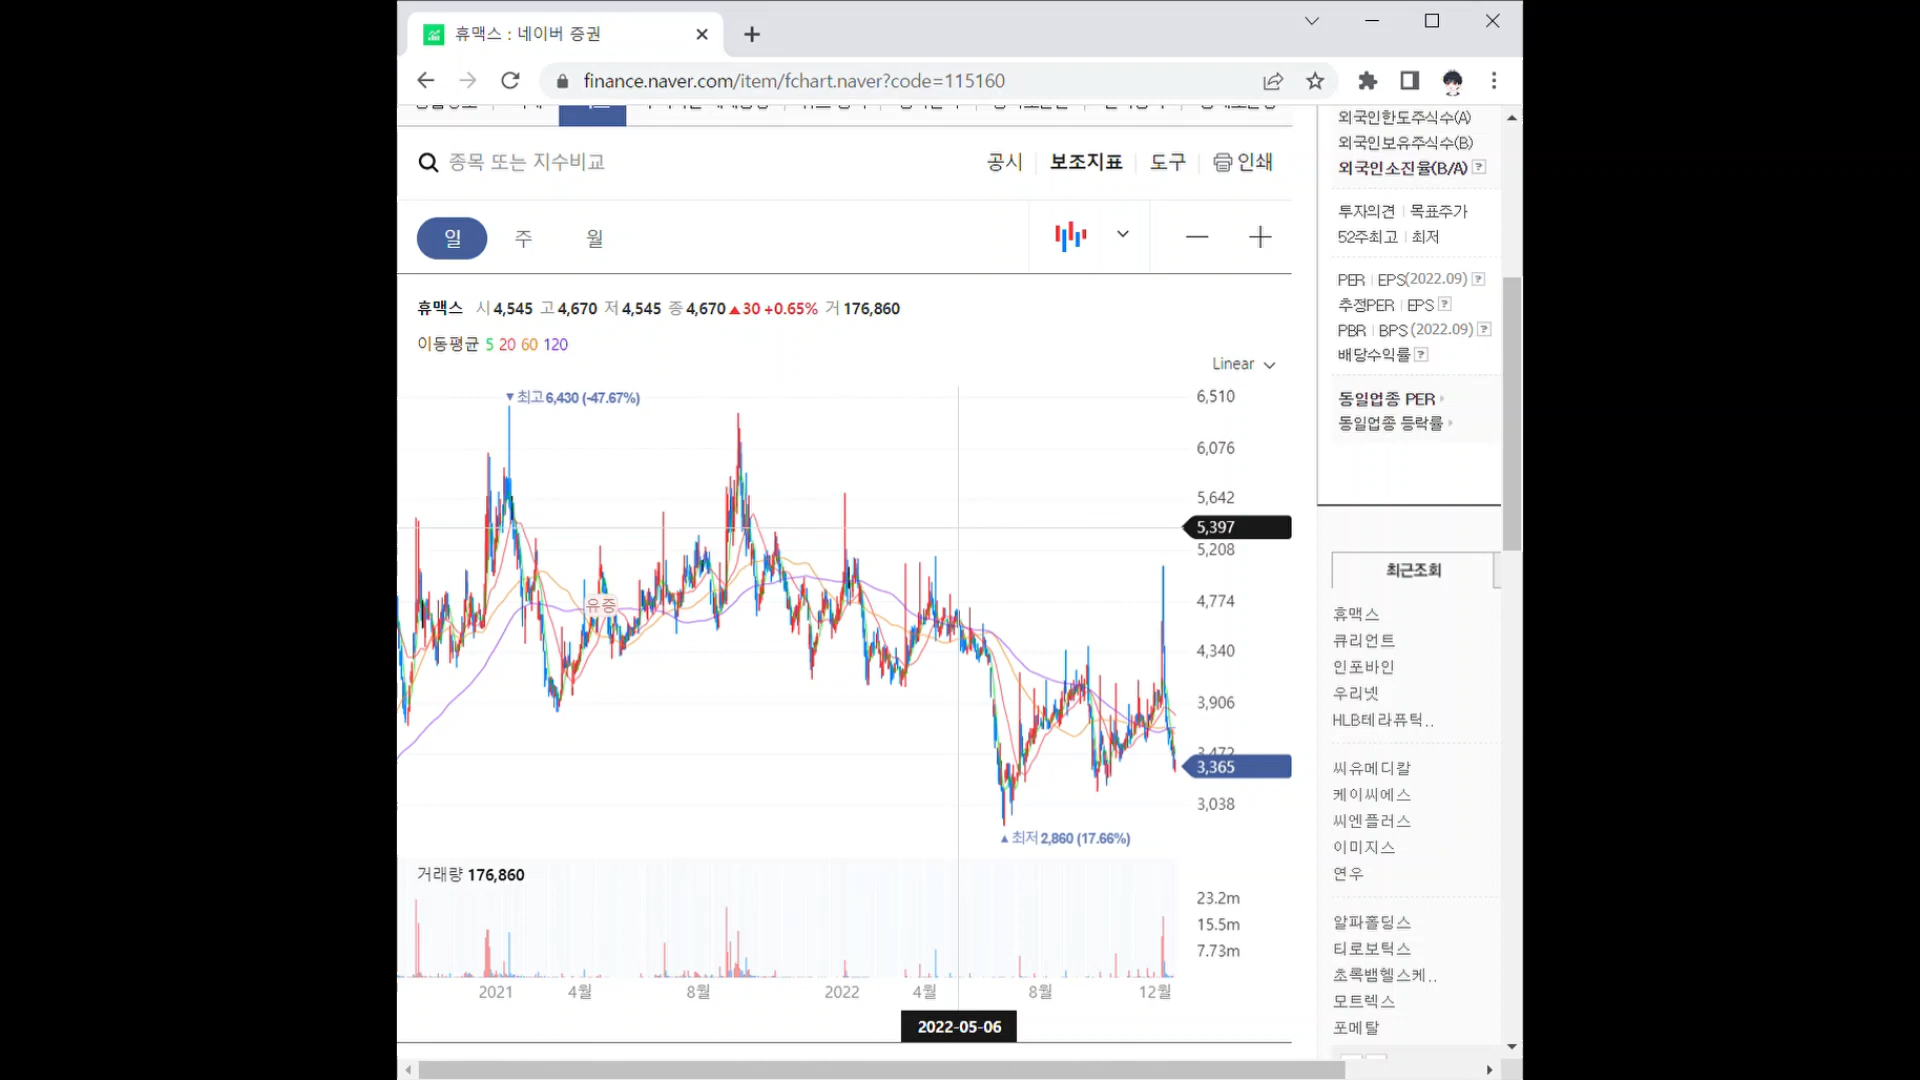 휴맥스 : 네이버 증권
finance.naver.com/item/fchart.naver?code=115160
종목 또는 지수비교
공시 보조지표 도구 인쇄
일 주 월
휴맥스 시 4,545 고 4,670 저 4,545 종 4,670 ▲30 +0.65% 거 176,860
이동평균 5 20 60 120
Linear
▼최고 6,430 (-47.67%)
6,510
6,076
5,642
5,397
5,208
유증
4,774
4,340
3,906
3,472
3,365
3,038
▲최저 2,860 (17.66%)
거래량 176,860
23.2m
15.5m
7.73m
2021 4월 8월 2022 4월 8월 12월
2022-05-06
외국인한도주식수(A)
외국인보유주식수(B)
외국인소진율(B/A) ?
투자의견 | 목표주가
52주최고 | 최저
PER | EPS(2022.09) ?
추정PER | EPS ?
PBR | BPS (2022.09) ?
배당수익률 ?
동일업종 PER
동일업종 등락률
최근조회
휴맥스
큐리언트
인포바인
우리넷
HLB테라퓨틱..
씨유메디칼
케이씨에스
씨엔플러스
이미지스
연우
알파홀딩스
티로보틱스
초록뱀헬스케..
모트렉스
포메탈